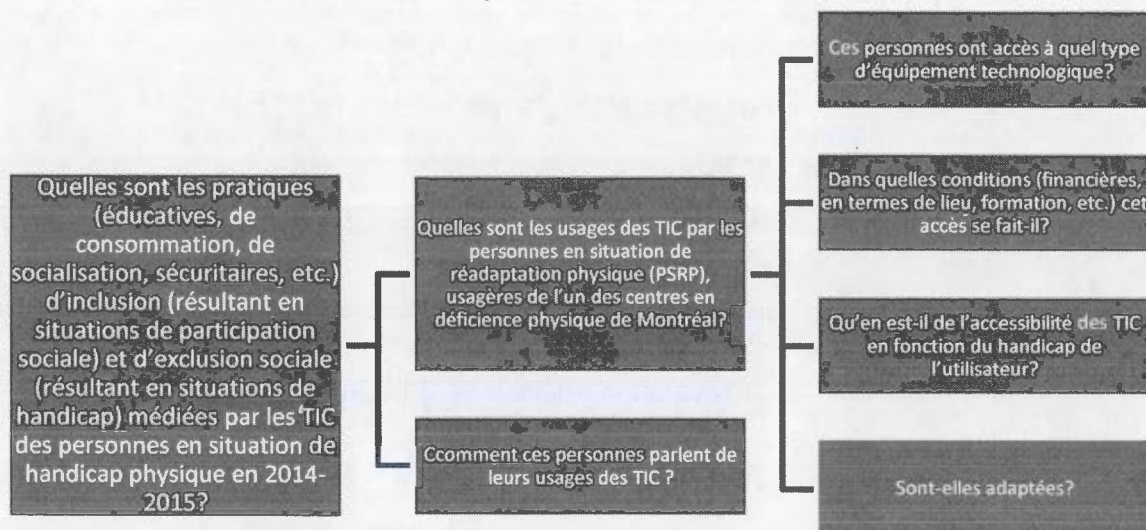 Quelles sont les pratiques
(éducatives, de
consommation, de
socialisation, sécuritaires, etc.)
d'inclusion (résultant en
situations de participation
sociale) et d'exclusion sociale
(résultant en situations de
handicap) médiées par les TIC
des personnes en situation de
handicap physique en 2014-
2015?
Quelles sont les usages des TIC par les
personnes en situation de
réadaptation physique (PSRP),
usagères de l'un des centres en
déficience physique de Montréal?
Ccomment ces personnes parlent de
leurs usages des TIC ?
Ces personnes ont accès à quel type
d'équipement technologique?
Dans quelles conditions (financières,
en termes de lieu, formation, etc.) cet
accès se fait-il?
Qu'en est-il de l'accessibilité des TIC
en fonction du handicap de
l'utilisateur?
Sont-elles adaptées?